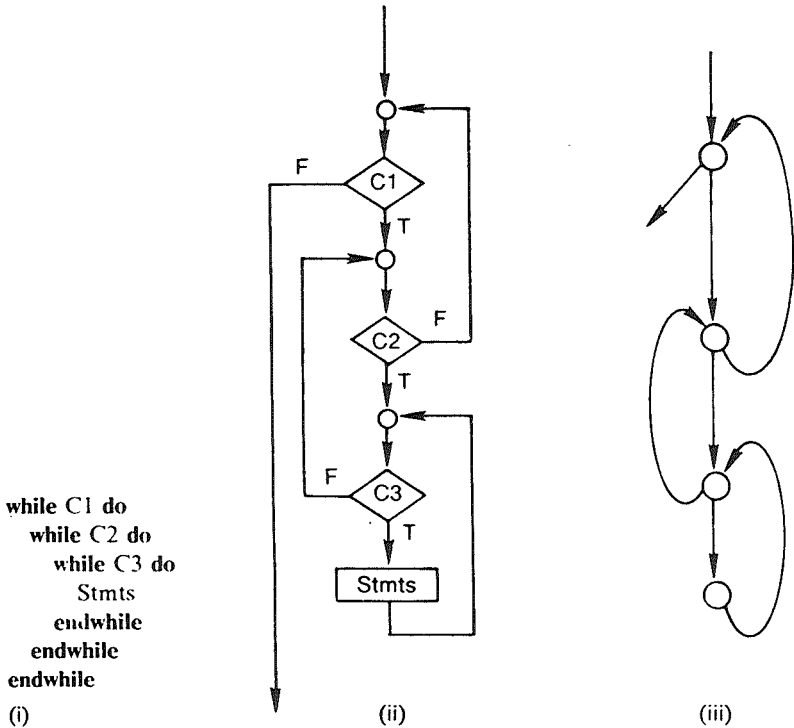 F
C1
T
C2
F
T
F
C3
T
Stmts
while C1 do
while C2 do
while C3 do
Stmts
endwhile
endwhile
endwhile
(i)
(ii)
(iii)